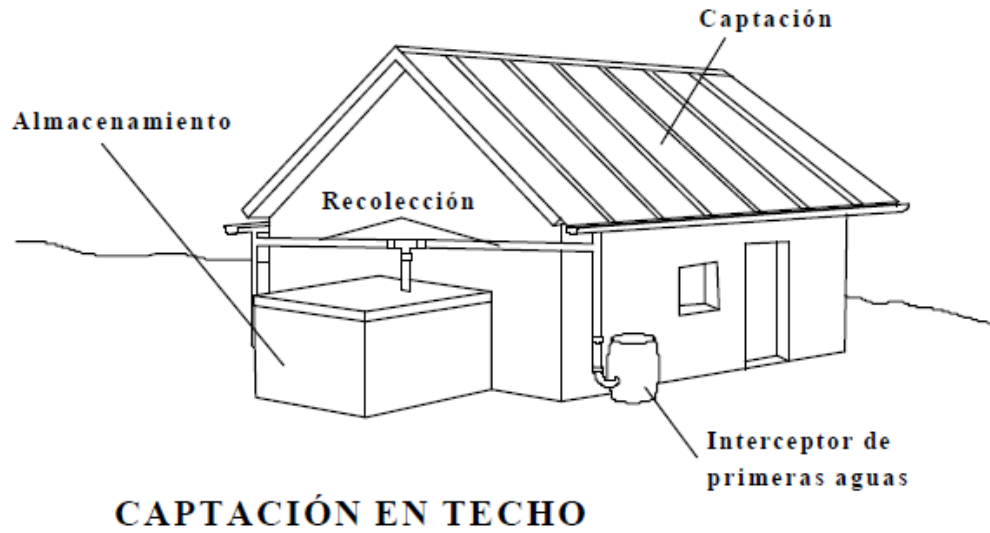 Captación
Almacenamiento
Recolección
Interceptor de
primeras aguas
CAPTACIÓN EN TECHO